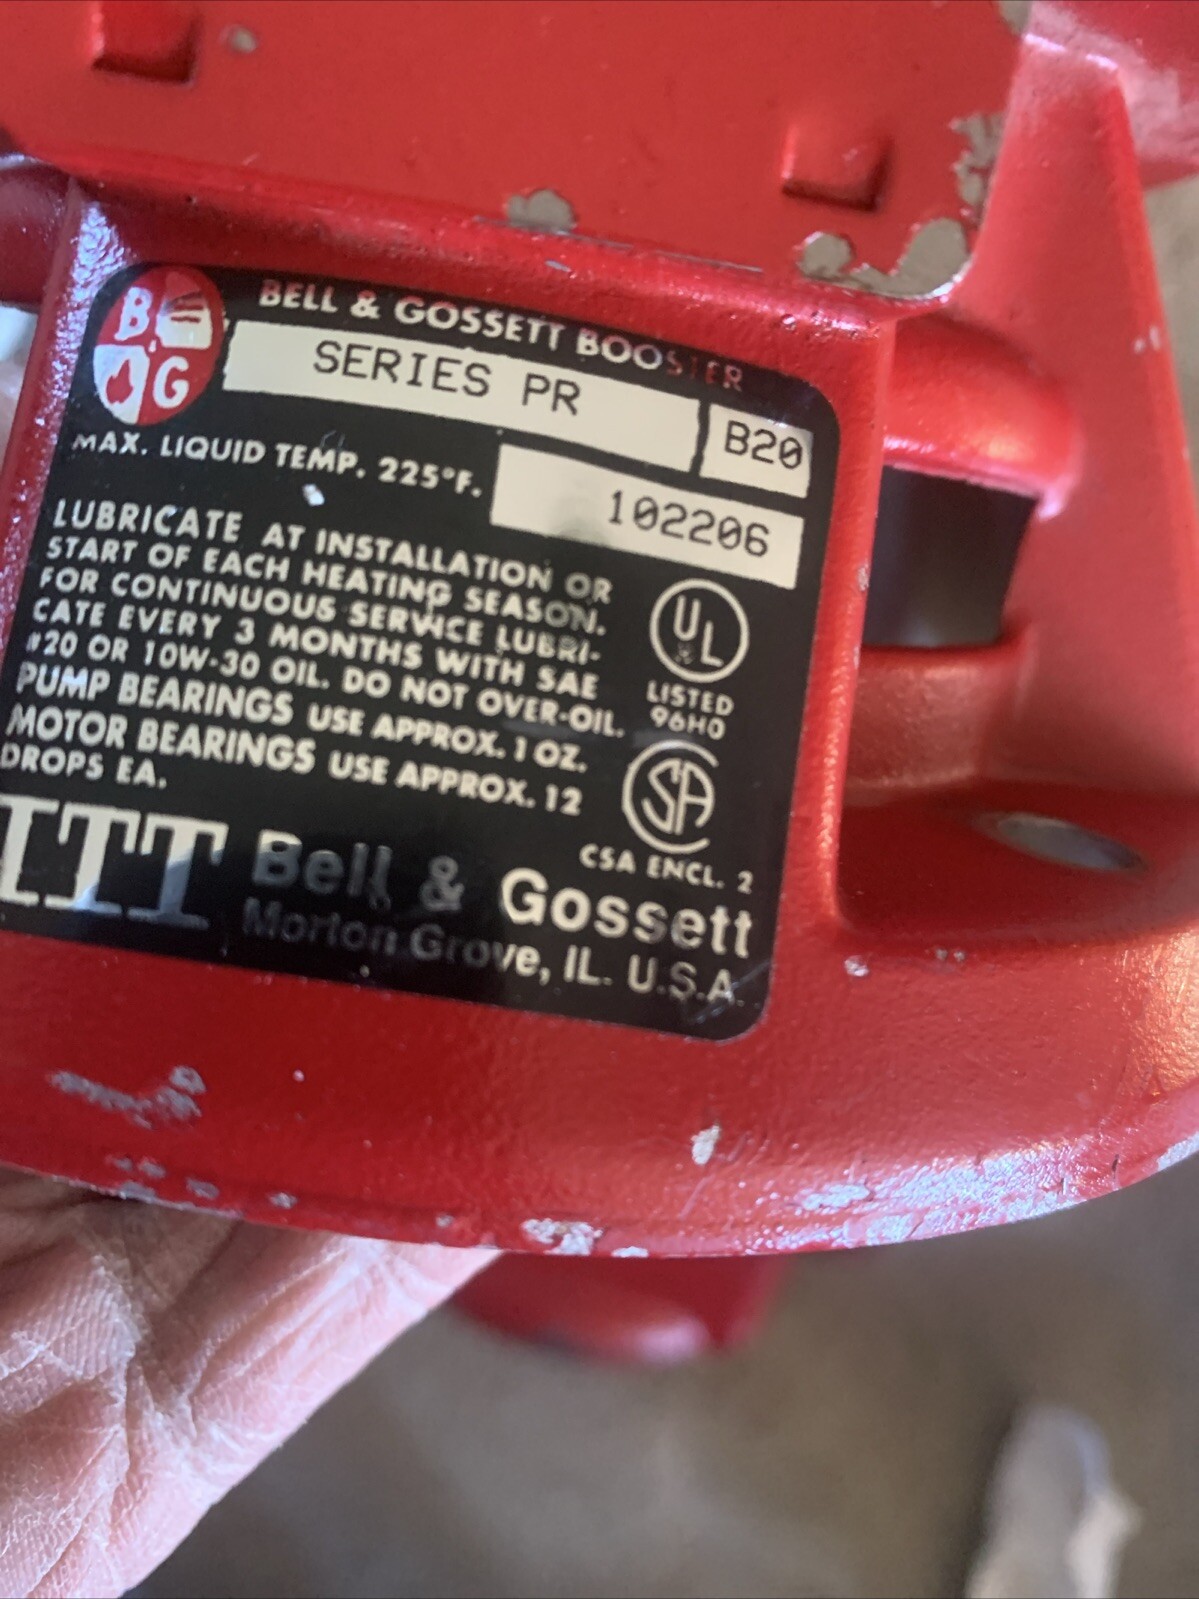 B G
BELL & GOSSETT BOOSTER
SERIES PR B20
MAX. LIQUID TEMP. 225°F. 102206
LUBRICATE AT INSTALLATION OR
START OF EACH HEATING SEASON.
FOR CONTINUOUS SERVICE LUBRI-
CATE EVERY 3 MONTHS WITH SAE
#20 OR 10W-30 OIL. DO NOT OVER-OIL.
PUMP BEARINGS USE APPROX. 1 OZ.
MOTOR BEARINGS USE APPROX. 12
DROPS EA.
UL
LISTED
96H0
SA
CSA ENCL. 2
ITT Bell & Gossett
Morton Grove, IL. U.S.A.